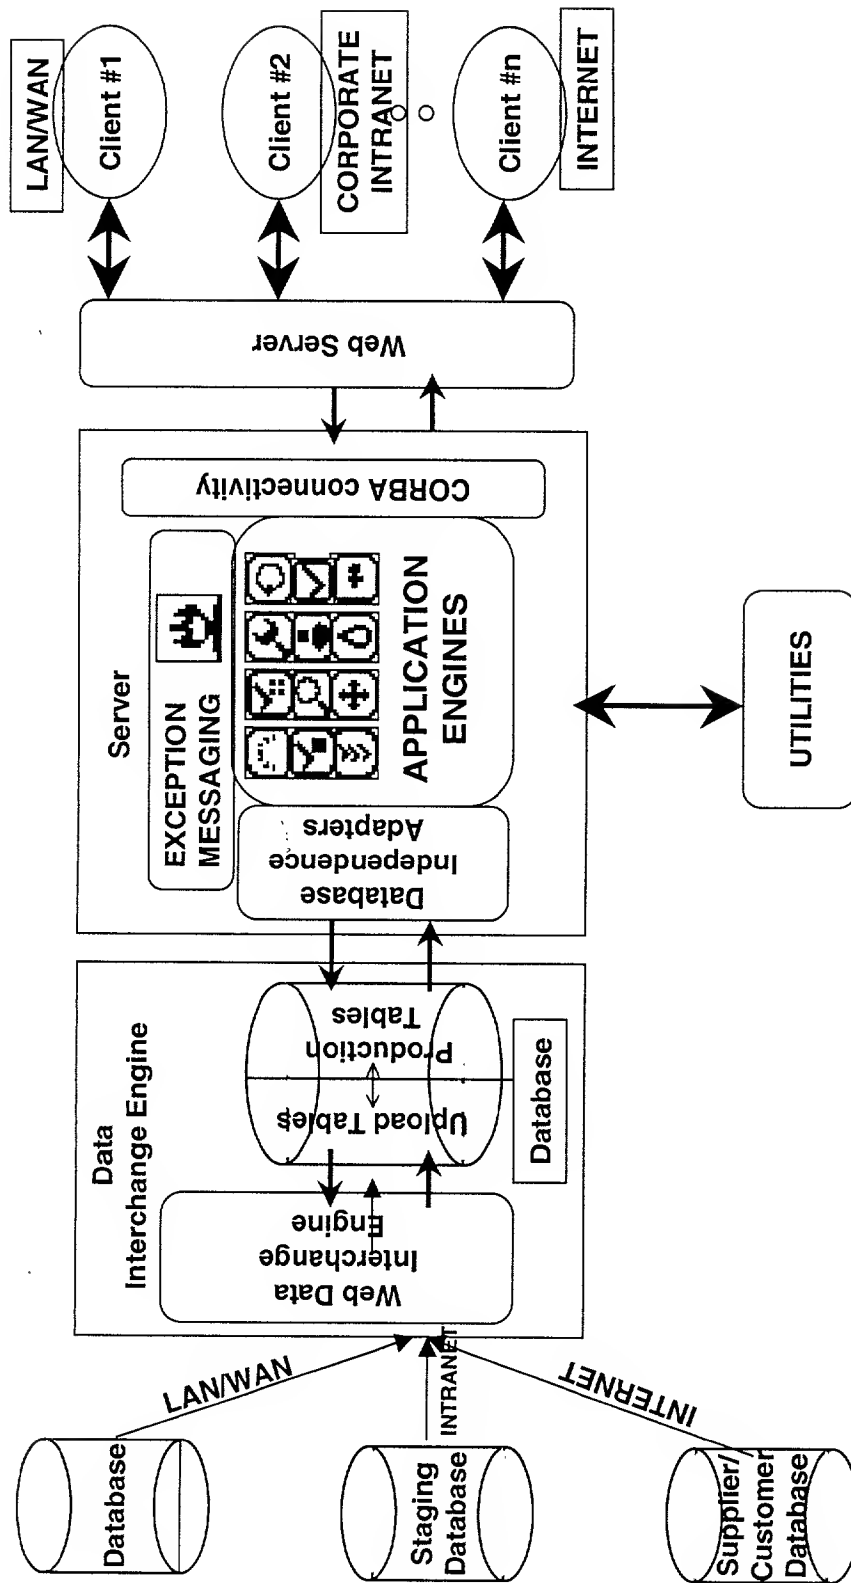 Database
LAN/WAN
Staging
Database
INTRANET
Supplier/
Customer
Database
INTERNET
Data
Interchange Engine
Web Data
Interchange
Engine
Upload Tables
Production
Tables
Database
Server
EXCEPTION
MESSAGING
Database
Independence
Adapters
APPLICATION
ENGINES
CORBA connectivity
UTILITIES
Web Server
LAN/WAN
Client #1
Client #2
CORPORATE
INTRANET
Client #n
INTERNET